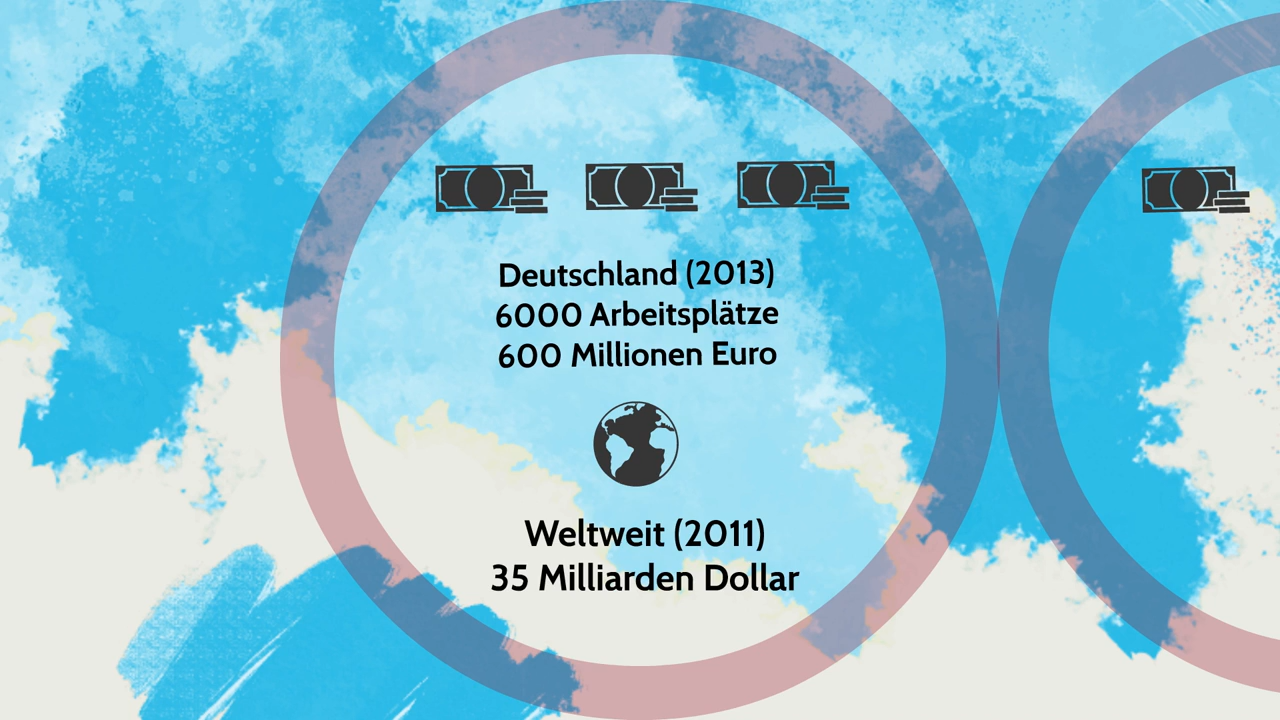 Deutschland (2013)
6000 Arbeitsplätze
600 Millionen Euro
Weltweit (2011)
35 Milliarden Dollar